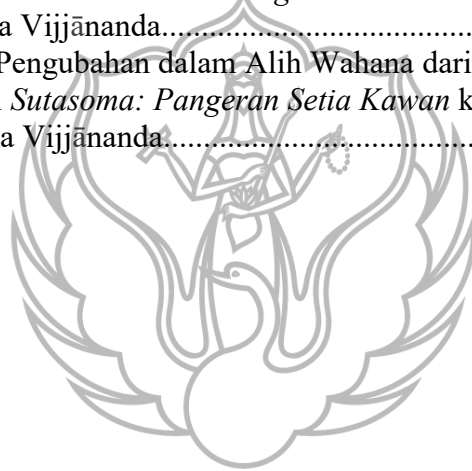 a Vijjānanda........................................
Pengubahan dalam Alih Wahana dari
Sutasoma: Pangeran Setia Kawan k
a Vijjānanda........................................